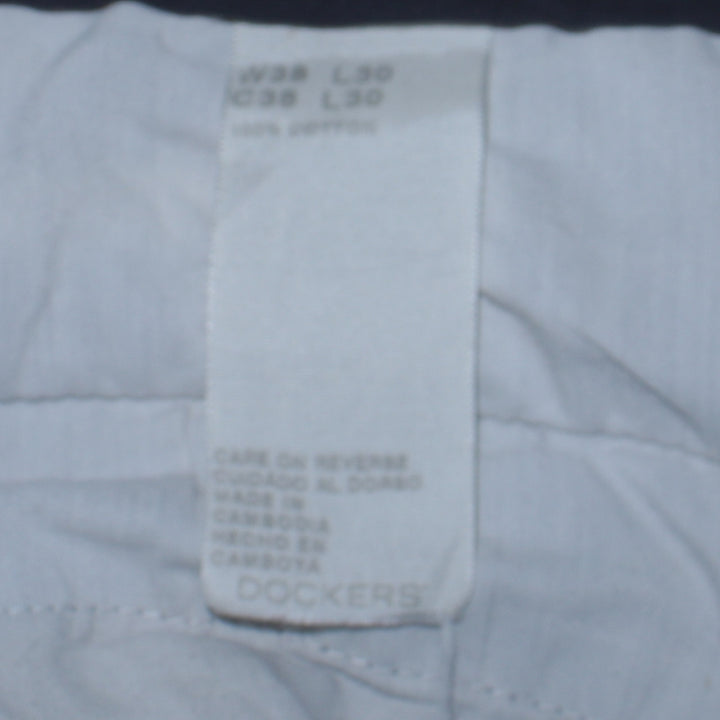 W38 L30
C38 L30
100% COTTON
CARE ON REVERSE
CUIDADO AL DORSO
MADE IN
CAMBODIA
HECHO EN
CAMBOYA
DOCKERS